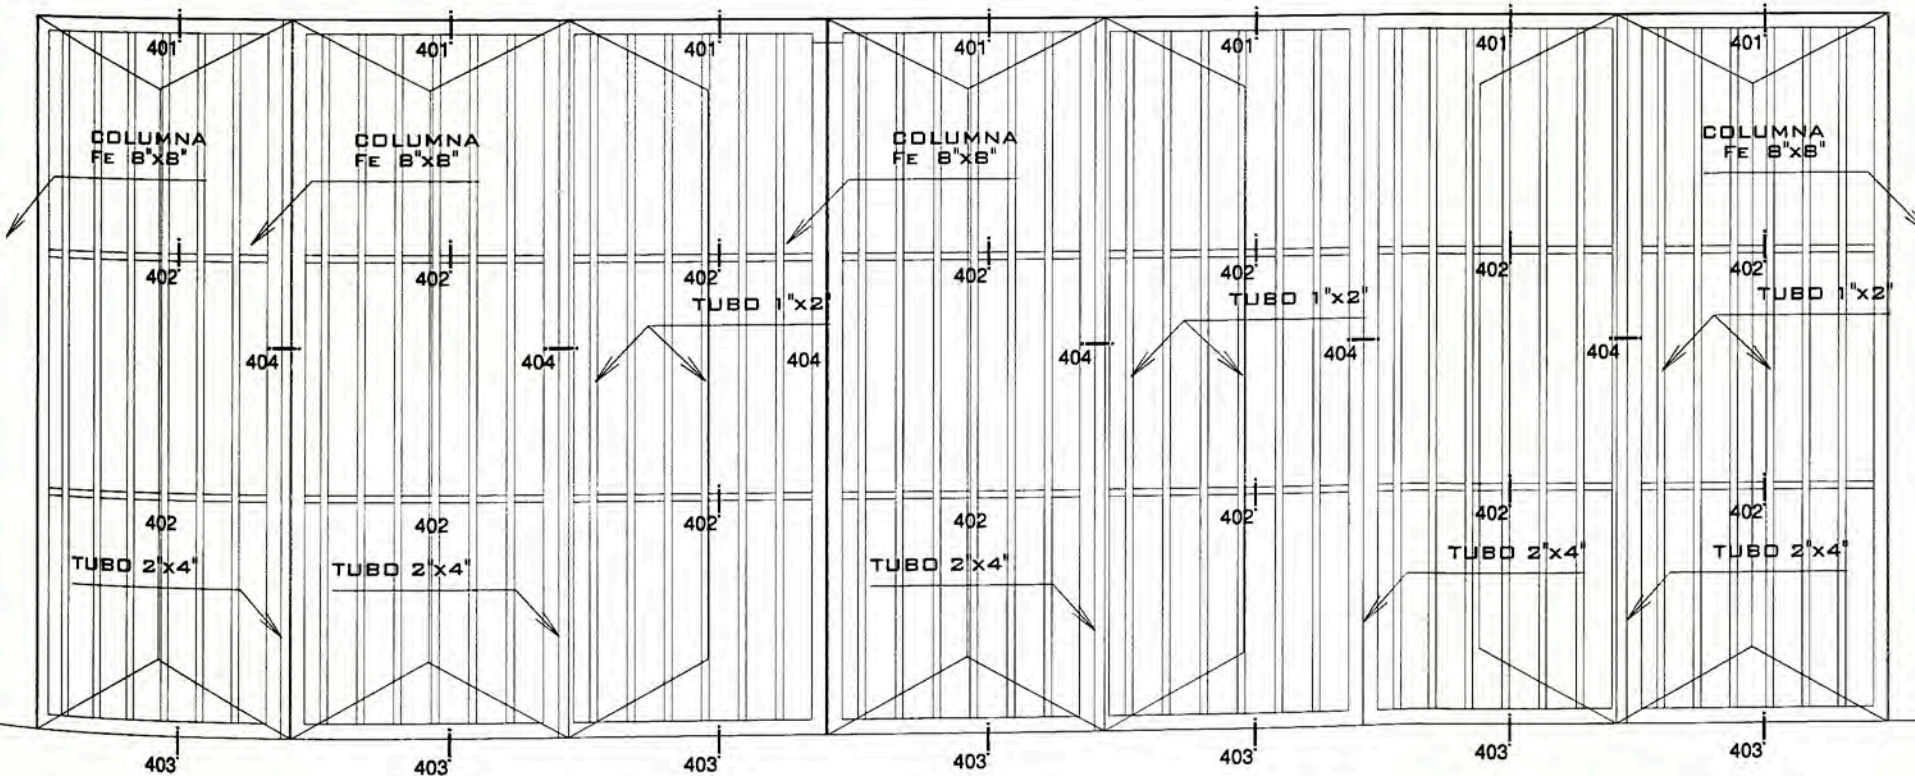 401 401 401 401 401 401 401
COLUMNA COLUMNA COLUMNA COLUMNA
FE 8"x8" FE 8"x8" FE 8"x8" FE 8"x8"
402 402 402 402 402 402 402
TUBO 1"x2" TUBO 1"x2" TUBO 1"x2"
404 404 404 404 404 404
402 402 402 402 402 402 402
TUBO 2"x4" TUBO 2"x4" TUBO 2"x4" TUBO 2"x4" TUBO 2"x4"
403 403 403 403 403 403 403